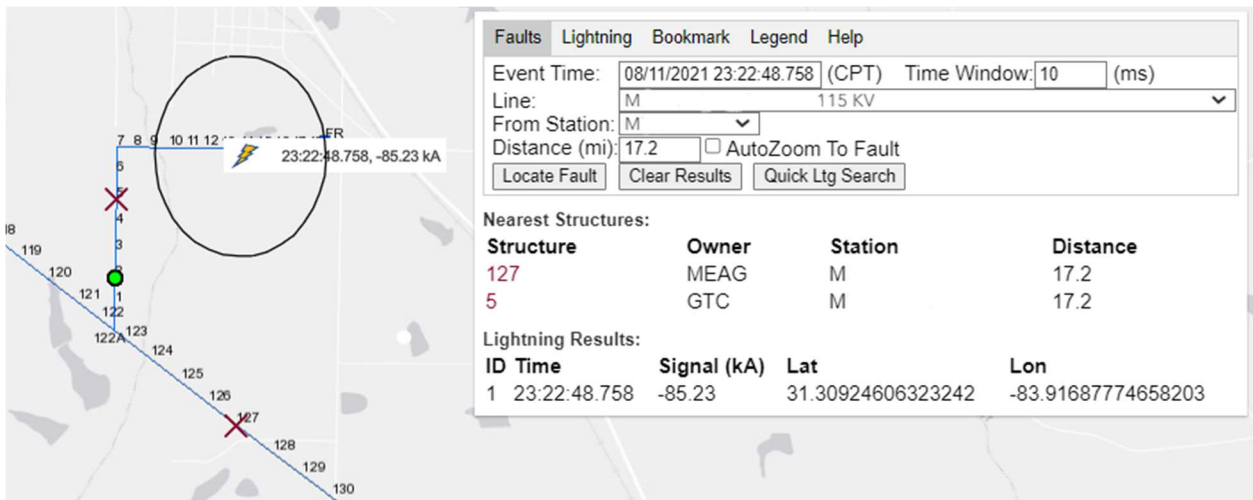 Faults Lightning Bookmark Legend Help
Event Time: 08/11/2021 23:22:48.758 (CPT) Time Window: 10 (ms)
Line: M 115 KV
From Station: M
Distance (mi): 17.2 AutoZoom To Fault
Locate Fault Clear Results Quick Ltg Search
Nearest Structures:
Structure Owner Station Distance
127 MEAG M 17.2
5 GTC M 17.2
Lightning Results:
ID Time Signal (kA) Lat Lon
1 23:22:48.758 -85.23 31.30924606323242 -83.91687774658203
7 8 9 10 11 12 FR
23:22:48.758, -85.23 kA
6
5
4
3
2
1
119
120
121
122
122A
123
124
125
126
127
128
129
130